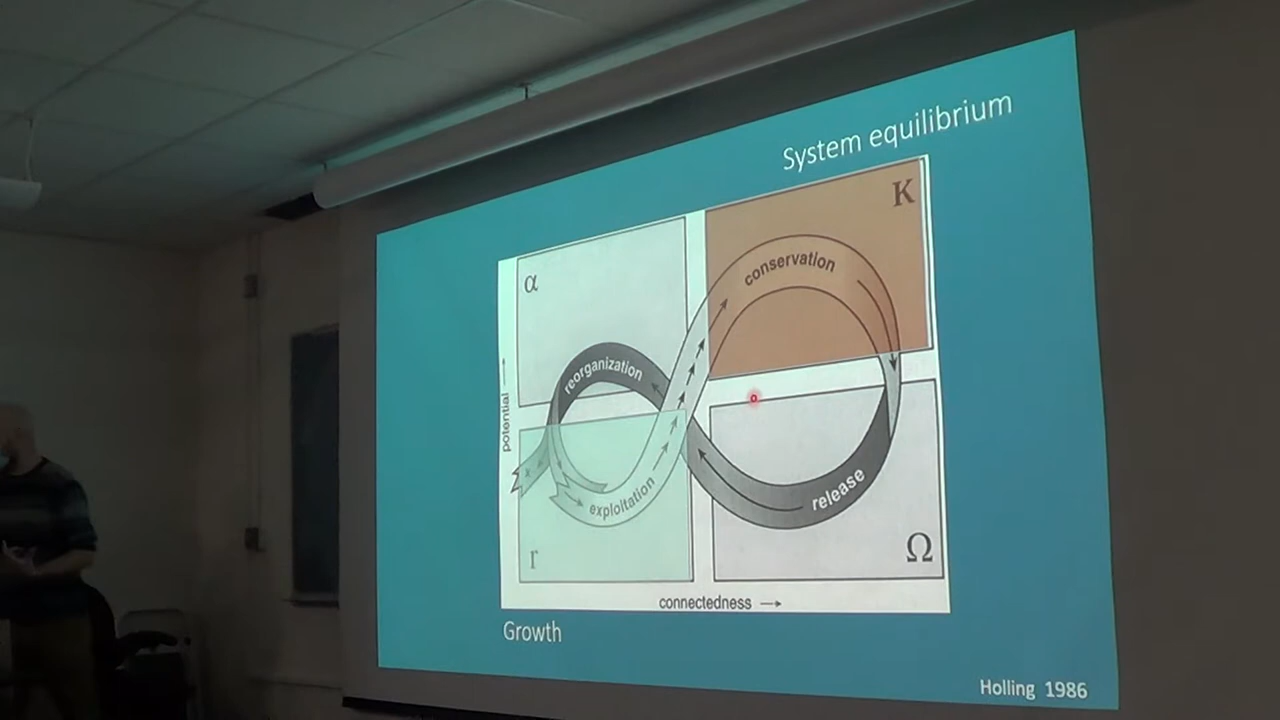 System equilibrium
K
α
conservation
reorganization
potential
exploitation
release
r
Ω
connectedness
Growth
Holling 1986